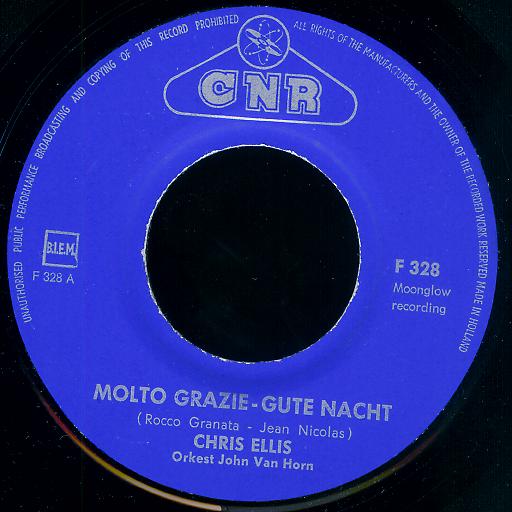 UNAUTHORISED PUBLIC PERFORMANCE BROADCASTING AND COPYING OF THIS RECORD PROHIBITED
ALL RIGHTS OF THE MANUFACTURERS AND THE OWNER OF THE RECORDED WORK RESERVED MADE IN HOLLAND
CNR
B.I.E.M.
F 328 A
F 328
Moonglow
recording
MOLTO GRAZIE - GUTE NACHT
(Rocco Granata - Jean Nicolas)
CHRIS ELLIS
Orkest John Van Horn